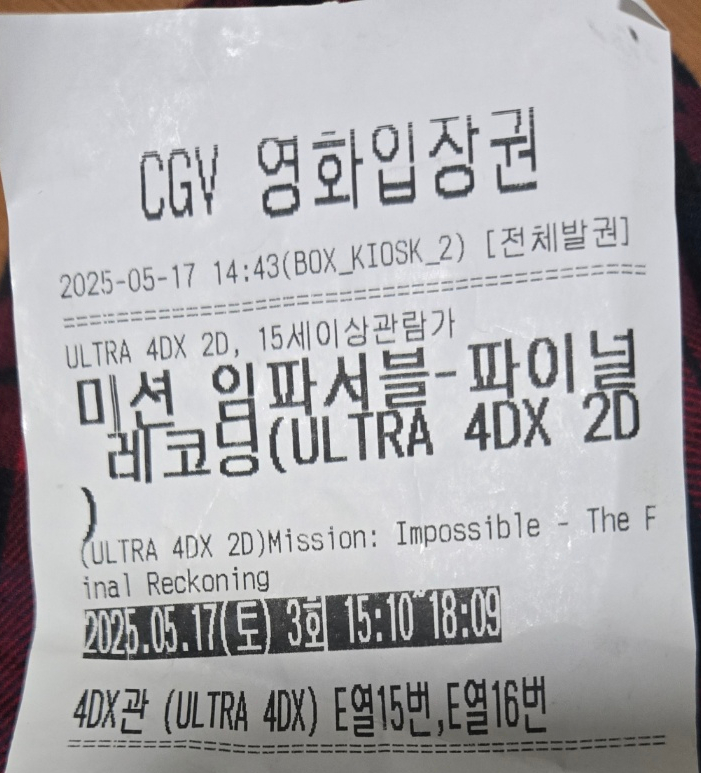 CGV 영화입장권
2025-05-17 14:43(BOX_KIOSK_2) [전체발권]
================================================
ULTRA 4DX 2D, 15세이상관람가
미션 임파서블-파이널
레코닝(ULTRA 4DX 2D
)
(ULTRA 4DX 2D)Mission: Impossible - The F
inal Reckoning
2025.05.17(토) 3회 15:10~18:09
4DX관 (ULTRA 4DX) E열15번,E열16번
================================================